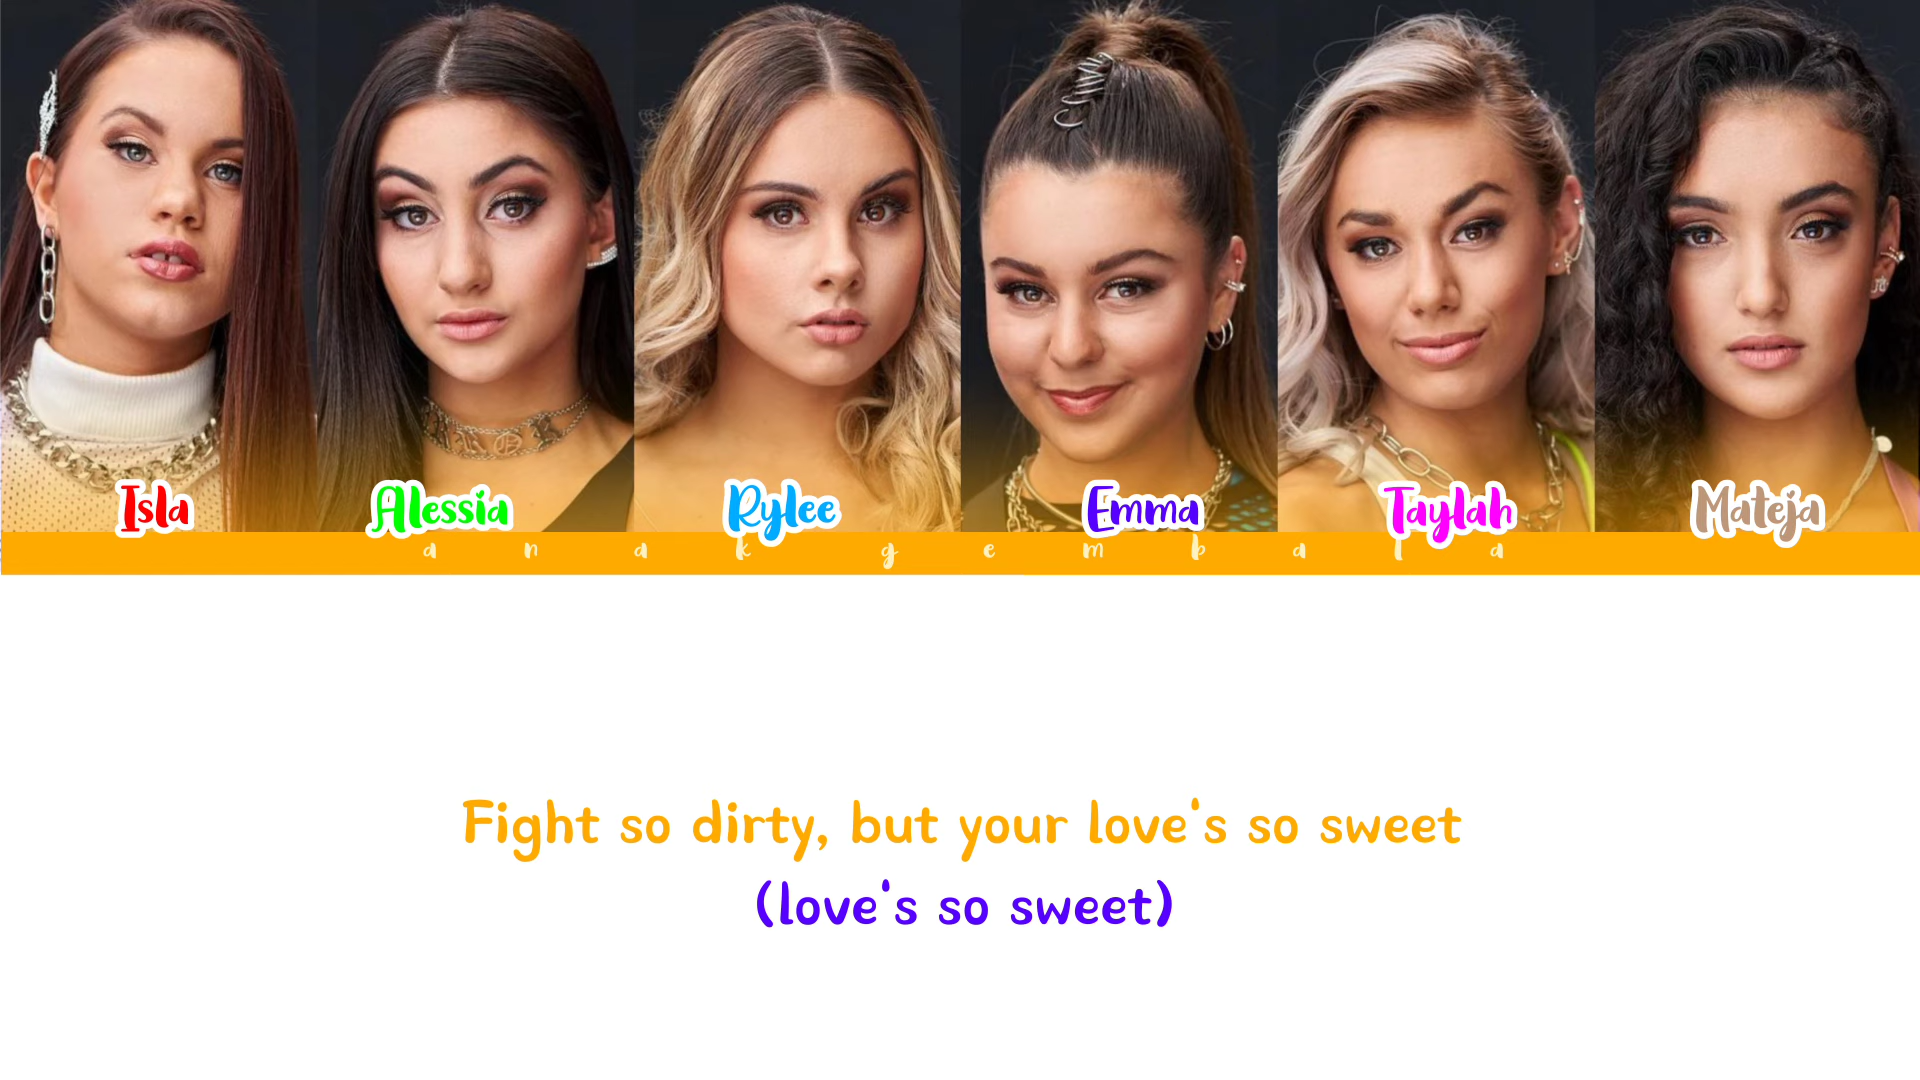 Isla Alessia Rylee Emma Taylah Mateja
a n a k g e m b a l a
Fight so dirty, but your love's so sweet
(love's so sweet)